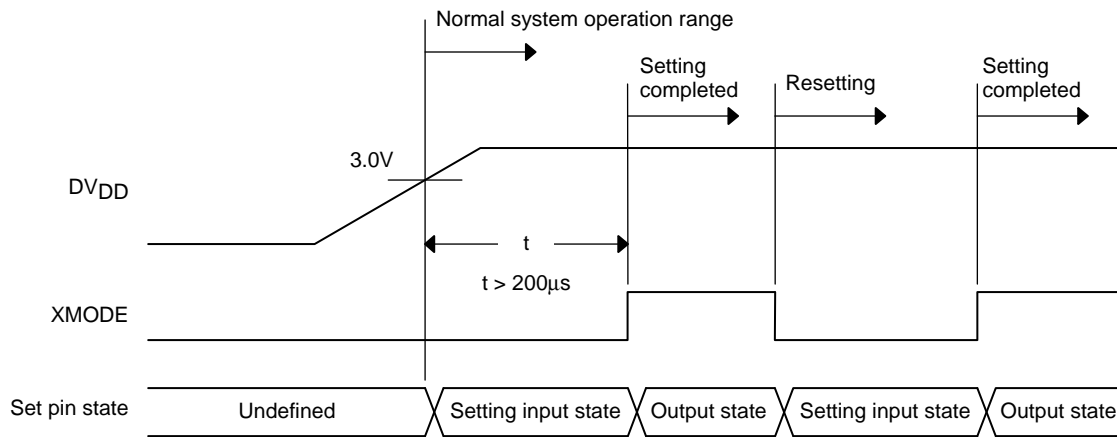 Normal system operation range
Setting
completed
Resetting
Setting
completed
3.0V
DVDD
t
t > 200μs
XMODE
Set pin state
Undefined
Setting input state
Output state
Setting input state
Output state